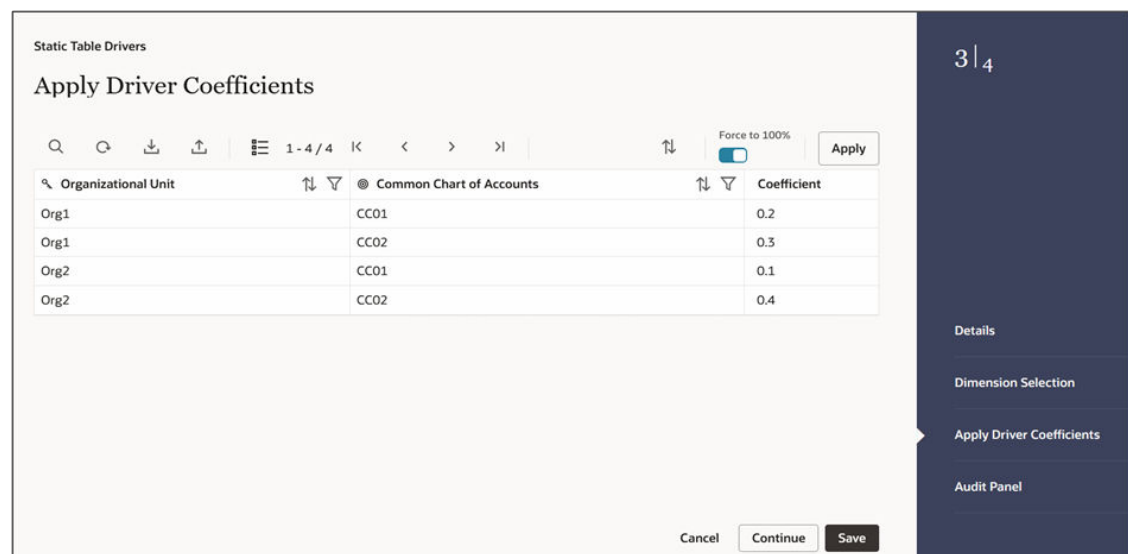 Static Table Drivers
Apply Driver Coefficients
1 - 4 / 4
Force to 100%
Apply
Organizational Unit Common Chart of Accounts Coefficient
Org1 CC01 0.2
Org1 CC02 0.3
Org2 CC01 0.1
Org2 CC02 0.4
Cancel Continue Save
3|4
Details
Dimension Selection
Apply Driver Coefficients
Audit Panel